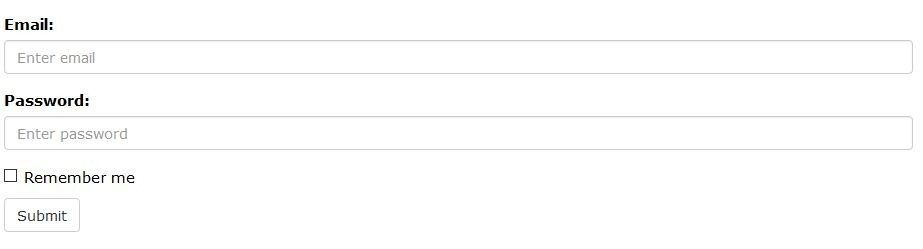 Email:
Enter email
Password:
Enter password
Remember me
Submit